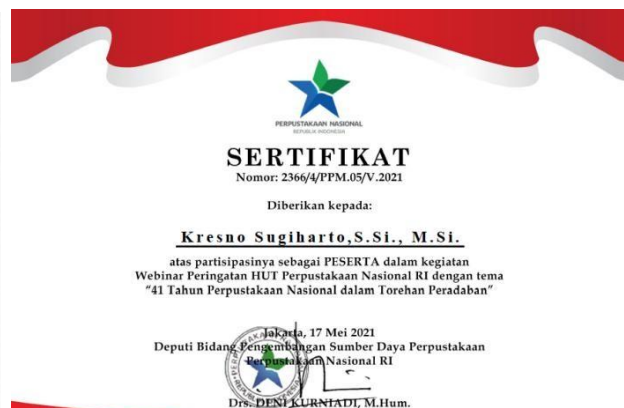 PERPUSTAKAAN NASIONAL
REPUBLIK INDONESIA
SERTIFIKAT
Nomor: 2366/4/PPM.05/V.2021
Diberikan kepada:
Kresno Sugiharto,S.Si., M.Si.
atas partisipasinya sebagai PESERTA dalam kegiatan
Webinar Peringatan HUT Perpustakaan Nasional RI dengan tema
“41 Tahun Perpustakaan Nasional dalam Torehan Peradaban”
Jakarta, 17 Mei 2021
Deputi Bidang Pengembangan Sumber Daya Perpustakaan
Perpustakaan Nasional RI
Drs. DENI KURNIADI, M.Hum.